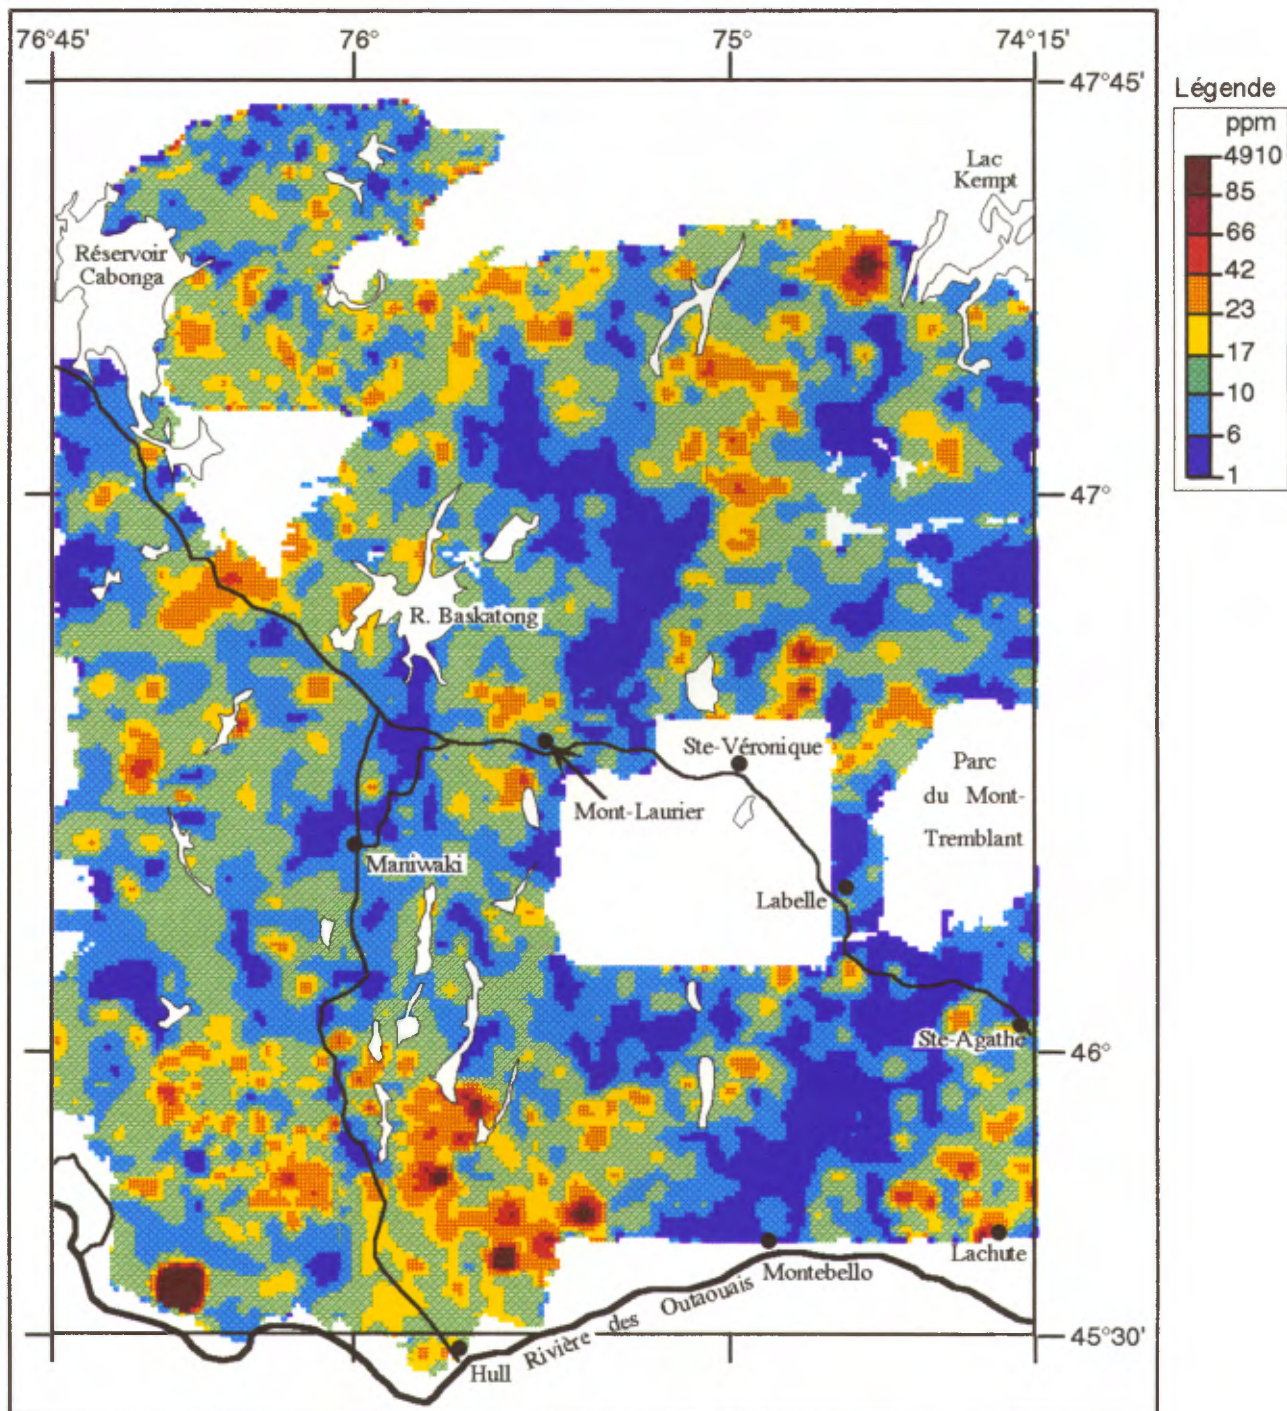 76°45'
76°
75°
74°15'
47°45'
Légende
ppm
4910
85
66
42
23
17
10
6
1
Lac
Kempt
Réservoir
Cabonga
47°
R. Baskatong
Ste-Véronique
Parc
du Mont-
Tremblant
Mont-Laurier
Maniwaki
Labelle
Ste-Agathe
46°
Lachute
Montebello
Rivière des Outaouais
45°30'
Hull